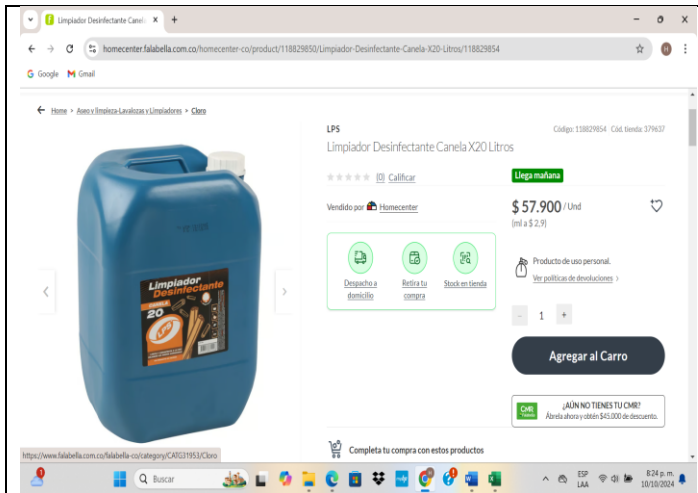 Limpiador Desinfectante Canel
homecenter.falabella.com.co/homecenter-co/product/118829850/Limpiador-Desinfectante-Canela-X20-Litros/118829854
Google Gmail
Home > Aseo y limpieza-Lavalozas y Limpiadores > Cloro
LPS
Código: 118829854 Cód. tienda: 379637
Limpiador Desinfectante Canela X20 Litros
(0) Calificar
Llega mañana
Vendido por Homecenter
$ 57.900 / Und
(ml a $ 2,9)
Despacho a domicilio
Retira tu compra
Stock en tienda
Producto de uso personal.
Ver políticas de devoluciones >
- 1 +
Agregar al Carro
CMR
¿AÚN NO TIENES TU CMR?
Ábrela ahora y obtén $45.000 de descuento.
Completa tu compra con estos productos
Limpiador
Desinfectante
CANELA
20
LPS
https://www.falabella.com.co/falabella-co/category/CATG31953/Cloro
Buscar
ESP
LAA
8:24 p. m.
10/10/2024